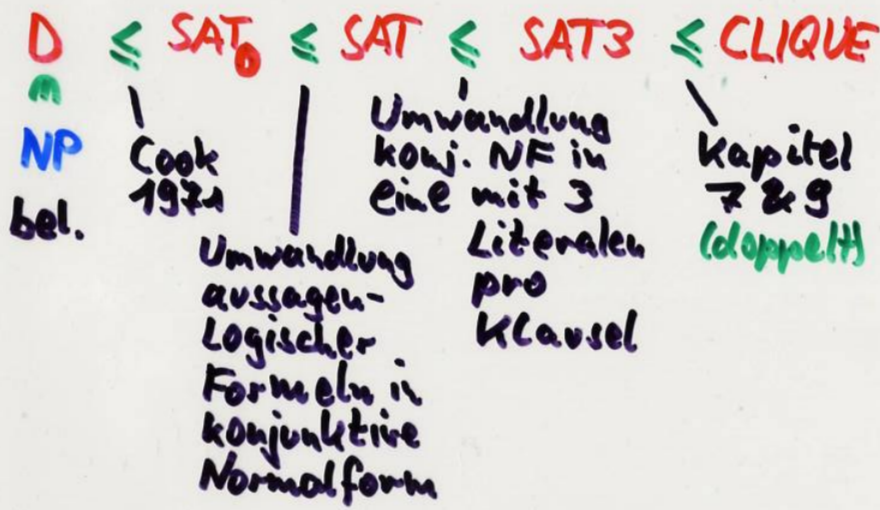 D ≤ SAT₀ ≤ SAT ≤ SAT3 ≤ CLIQUE
∈
NP
bel.
Cook
1971
Umwandlung
aussagen-
Logischer
Formeln in
konjunktive
Normalform
Umwandlung
konj. NF in
eine mit 3
Literalen
pro
Klausel
Kapitel
7 & 9
(doppelt)